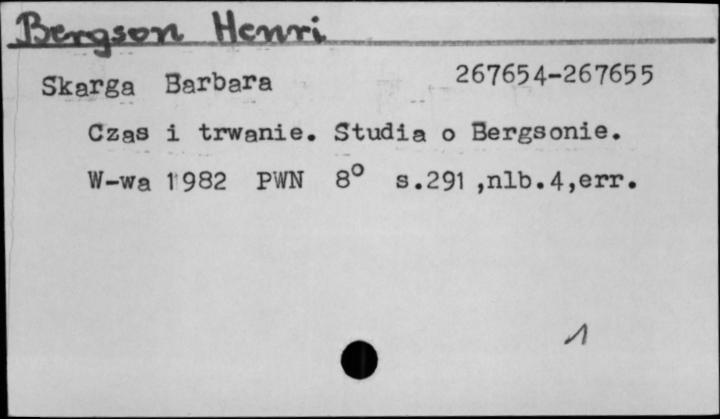 Bergson Henri
Skarga Barbara 267654-267655
Czas i trwanie. Studia o Bergsonie.
W-wa 1982 PWN 8° s.291 ,nlb.4,err.
1